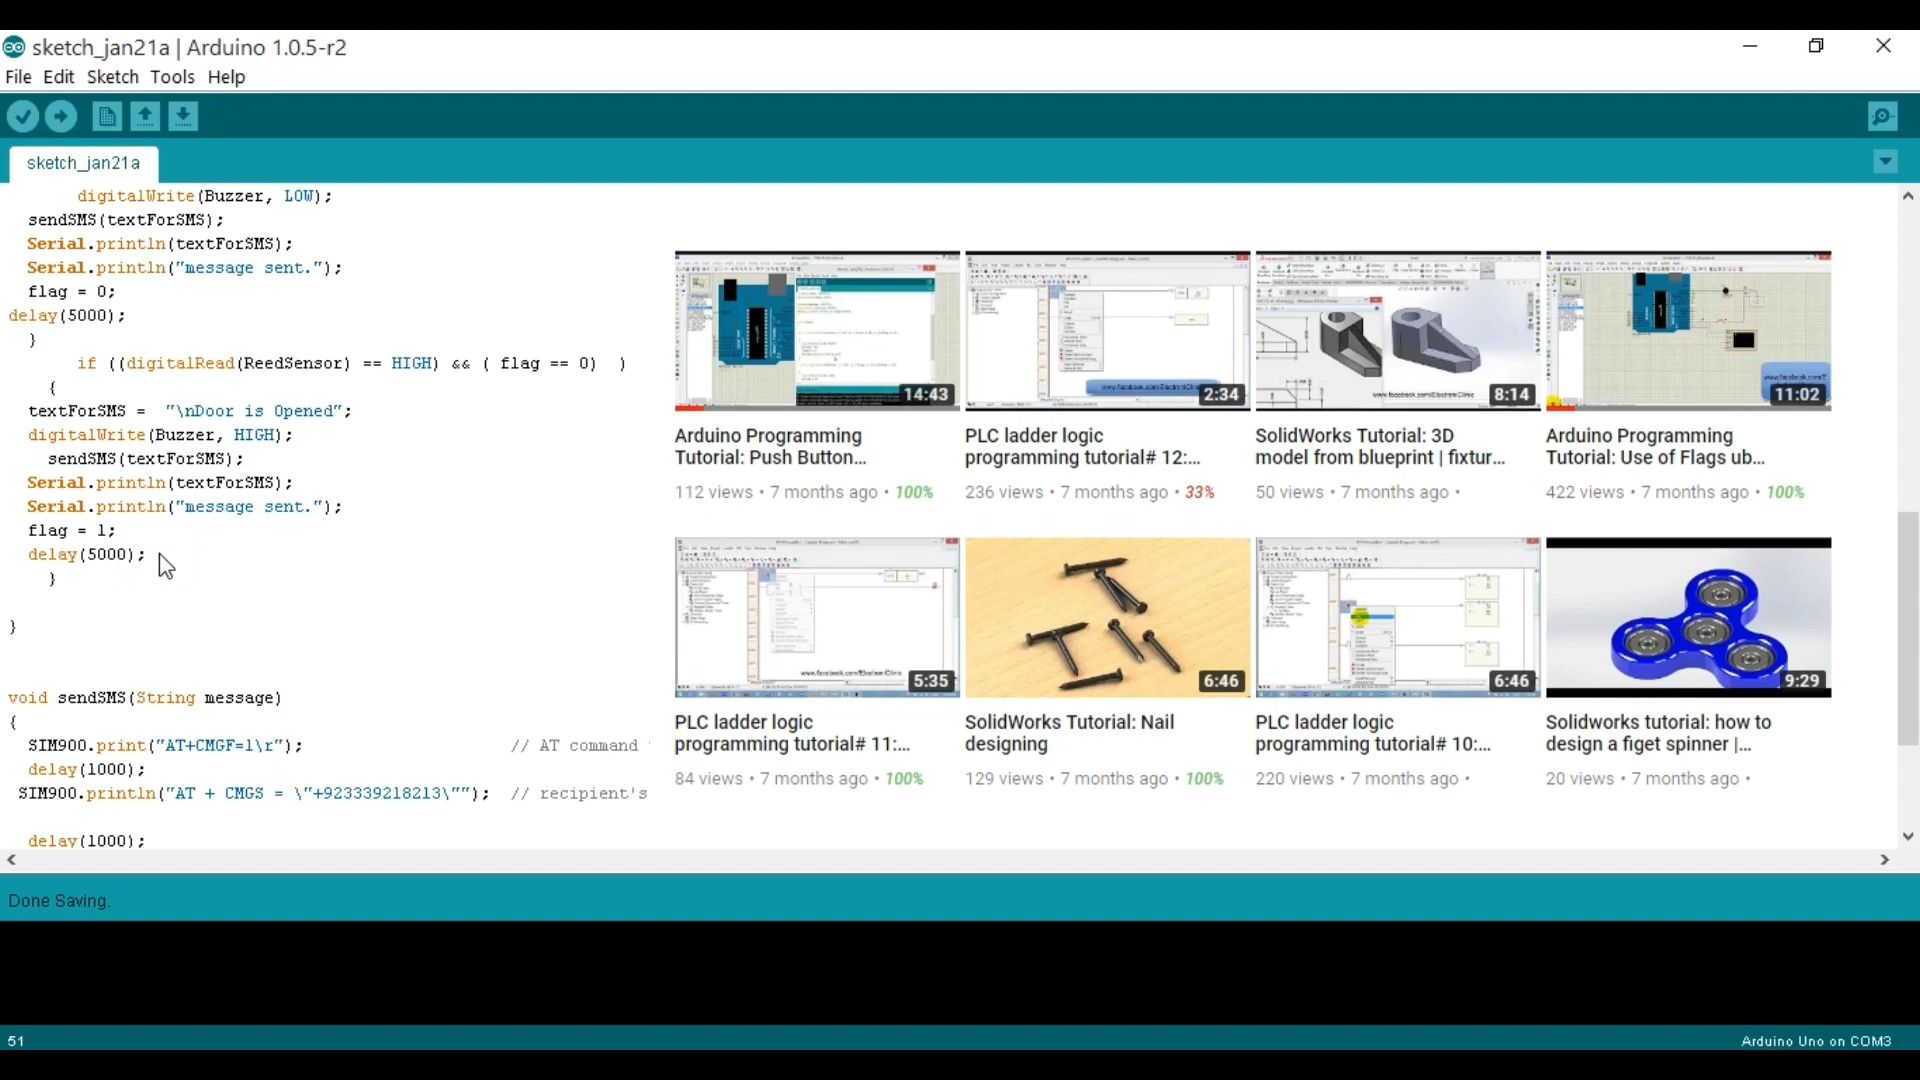 sketch_jan21a | Arduino 1.0.5-r2
File Edit Sketch Tools Help
sketch_jan21a
digitalWrite(Buzzer, LOW);
sendSMS(textForSMS);
Serial.println(textForSMS);
Serial.println("message sent.");
flag = 0;
delay(5000);
}
if ((digitalRead(ReedSensor) == HIGH) && ( flag == 0) )
{
textForSMS = "\nDoor is Opened";
digitalWrite(Buzzer, HIGH);
sendSMS(textForSMS);
Serial.println(textForSMS);
Serial.println("message sent.");
flag = 1;
delay(5000);
}
}
void sendSMS(String message)
{
SIM900.print("AT+CMGF=1\r"); // AT command
delay(1000);
SIM900.println("AT + CMGS = \"+923339218213\""); // recipient's
delay(1000);
14:43
2:34
8:14
11:02
Arduino Programming
Tutorial: Push Button...
112 views • 7 months ago • 100%
PLC ladder logic
programming tutorial# 12:...
236 views • 7 months ago • 33%
SolidWorks Tutorial: 3D
model from blueprint | fixtur...
50 views • 7 months ago •
Arduino Programming
Tutorial: Use of Flags ub...
422 views • 7 months ago • 100%
www.facebook.com/ElectroniClinic
5:35
6:46
6:46
9:29
PLC ladder logic
programming tutorial# 11:...
84 views • 7 months ago • 100%
SolidWorks Tutorial: Nail
designing
129 views • 7 months ago • 100%
PLC ladder logic
programming tutorial# 10:...
220 views • 7 months ago •
Solidworks tutorial: how to
design a figet spinner |...
20 views • 7 months ago •
Done Saving.
51
Arduino Uno on COM3